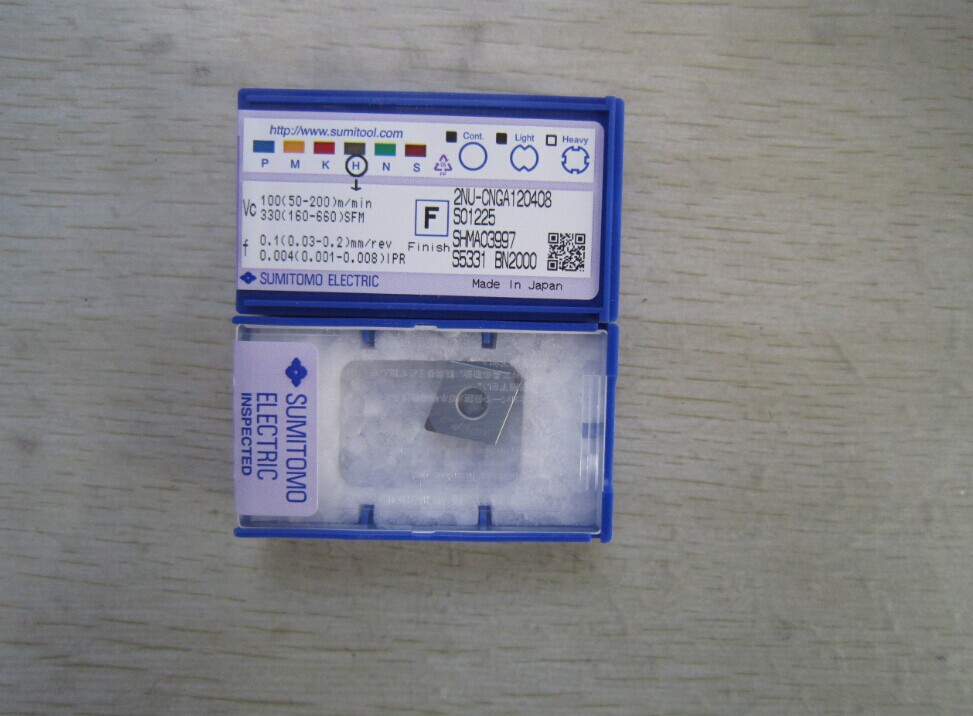 http://www.sumitool.com
P M K H N S
Cont. Light Heavy
PP
Vc 100(50-200)m/min
330(160-660)SFM
f 0.1(0.03-0.2)mm/rev
0.004(0.001-0.008)IPR
F
Finish
2NU-CNGA120408
S01225
SHMA03997
S5331 BN2000
SUMITOMO ELECTRIC
Made in Japan
SUMITOMO
ELECTRIC
INSPECTED